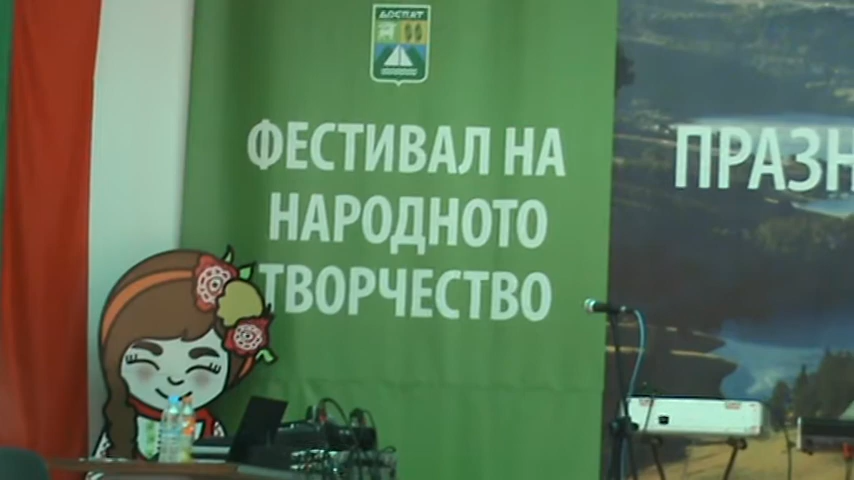 ДОСПАТ
ФЕСТИВАЛ НА
НАРОДНОТО
ТВОРЧЕСТВО
ПРАЗН